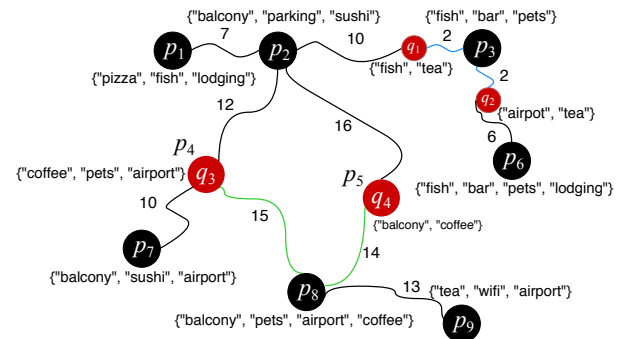 {"balcony", "parking", "sushi"}
{"fish", "bar", "pets"}
7
10
2
p1
p2
q1
p3
{"pizza", "fish", "lodging"}
{"fish", "tea"}
2
q2
{"airpot", "tea"}
12
16
6
p4
p6
{"coffee", "pets", "airport"}
q3
p5
q4
{"fish", "bar", "pets", "lodging"}
10
15
{"balcony", "coffee"}
p7
14
{"balcony", "sushi", "airport"}
p8
13
{"tea", "wifi", "airport"}
{"balcony", "pets", "airport", "coffee"}
p9